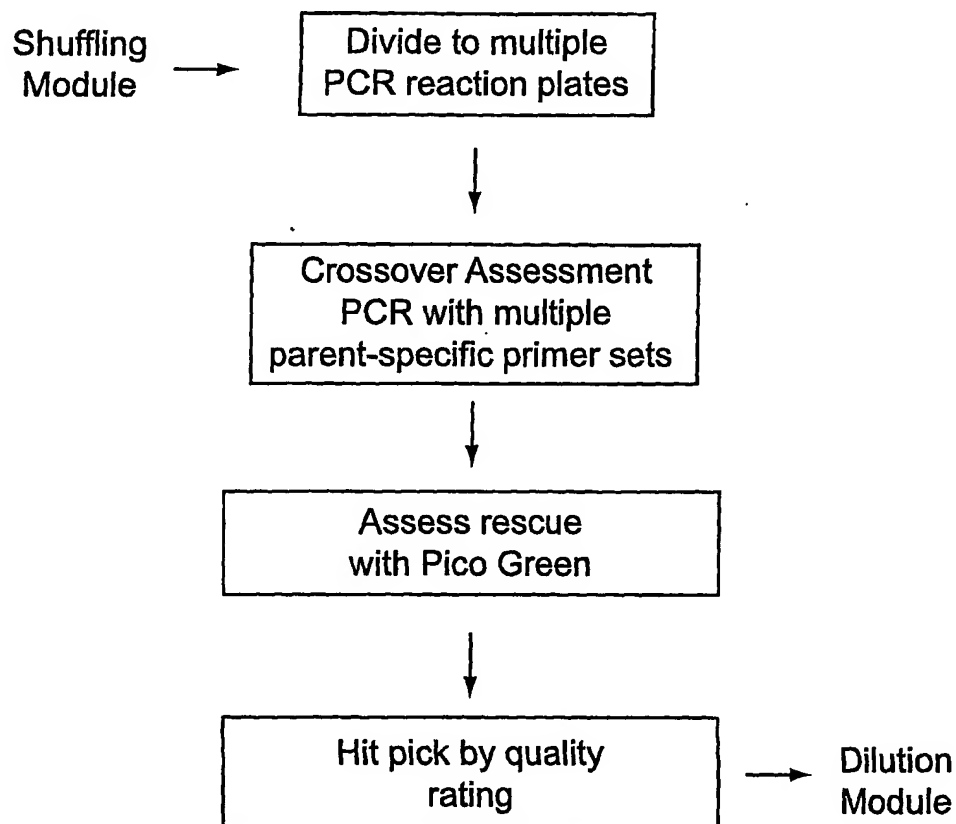 Shuffling
Module
Divide to multiple
PCR reaction plates
Crossover Assessment
PCR with multiple
parent-specific primer sets
Assess rescue
with Pico Green
Hit pick by quality
rating
Dilution
Module